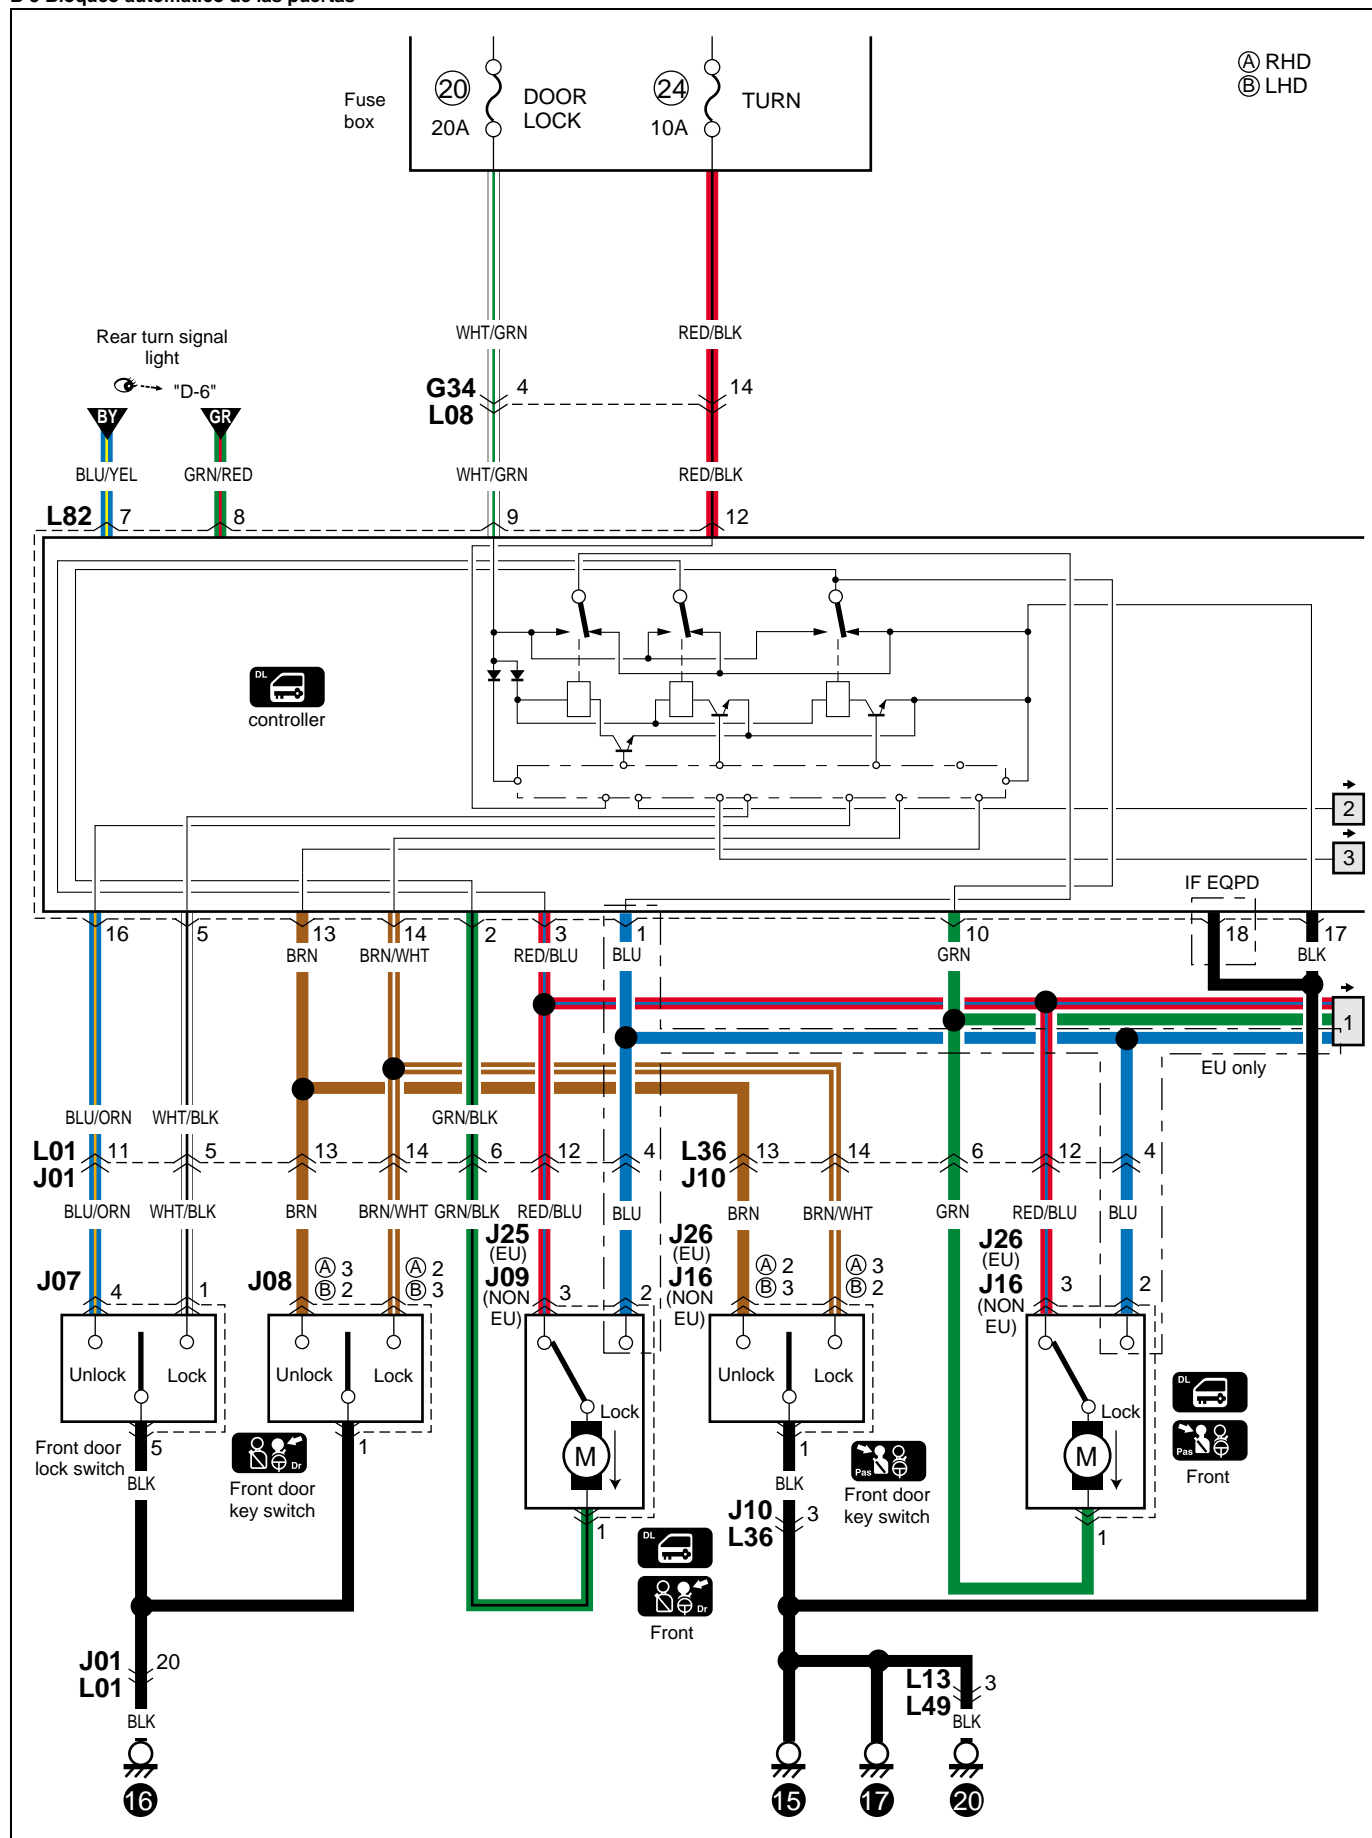 Ⓐ RHD
Ⓑ LHD
Fuse
box
20
20A
DOOR
LOCK
24
10A
TURN
WHT/GRN
RED/BLK
Rear turn signal
light
"D-6"
BY
GR
G34
L08
4
14
BLU/YEL
GRN/RED
WHT/GRN
RED/BLK
L82
7
8
9
12
DL
controller
2
3
IF EQPD
16
5
13
14
2
3
1
10
18
17
BRN
BRN/WHT
RED/BLU
BLU
GRN
BLK
1
EU only
BLU/ORN
WHT/BLK
GRN/BLK
L01
J01
11
5
13
14
6
12
4
L36
J10
13
14
6
12
4
BLU/ORN
WHT/BLK
BRN
BRN/WHT
GRN/BLK
RED/BLU
BLU
BRN
BRN/WHT
GRN
RED/BLU
BLU
J07
4
1
J08
Ⓐ 3
Ⓑ 2
Ⓐ 2
Ⓑ 3
J25
(EU)
J09
(NON
EU)
3
2
J26
(EU)
J16
(NON
EU)
Ⓐ 2
Ⓑ 3
Ⓐ 3
Ⓑ 2
J26
(EU)
J16
(NON
EU)
3
2
Unlock
Lock
Unlock
Lock
Lock
M
Unlock
Lock
Lock
M
DL
Pas
Front
Front door
lock switch
5
BLK
Dr
Front door
key switch
1
1
DL
Dr
Front
1
BLK
Pas
Front door
key switch
J10
L36
3
1
J01
L01
20
BLK
L13
L49
3
BLK
16
15
17
20